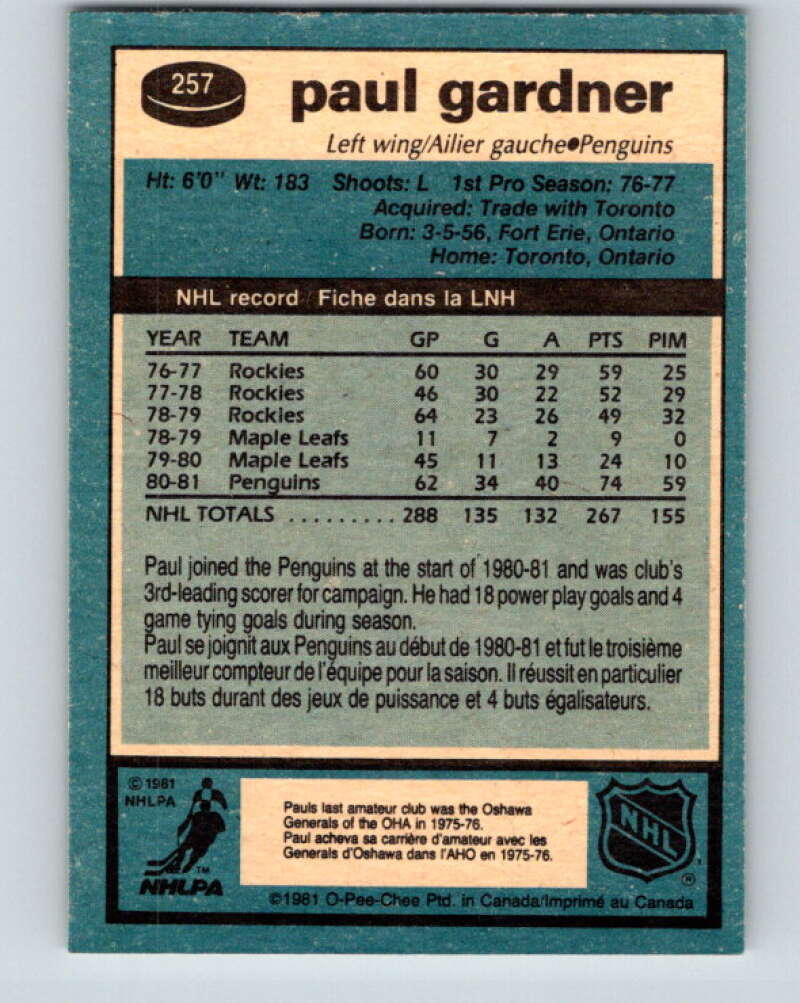 257
paul gardner
Left wing/Ailier gauche●Penguins
Ht: 6'0" Wt: 183 Shoots: L 1st Pro Season: 76-77
Acquired: Trade with Toronto
Born: 3-5-56, Fort Erie, Ontario
Home: Toronto, Ontario
NHL record / Fiche dans la LNH
YEAR TEAM GP G A PTS PIM
76-77 Rockies 60 30 29 59 25
77-78 Rockies 46 30 22 52 29
78-79 Rockies 64 23 26 49 32
78-79 Maple Leafs 11 7 2 9 0
79-80 Maple Leafs 45 11 13 24 10
80-81 Penguins 62 34 40 74 59
NHL TOTALS .......... 288 135 132 267 155
Paul joined the Penguins at the start of 1980-81 and was club's
3rd-leading scorer for campaign. He had 18 power play goals and 4
game tying goals during season.
Paul se joignit aux Penguins au début de 1980-81 et fut le troisième
meilleur compteur de l'équipe pour la saison. Il réussit en particulier
18 buts durant des jeux de puissance et 4 buts égalisateurs.
©1981
NHLPA
TM
NHLPA
Pauls last amateur club was the Oshawa
Generals of the OHA in 1975-76.
Paul acheva sa carrière d'amateur avec les
Generals d'Oshawa dans l'AHO en 1975-76.
NHL
®
©1981 O-Pee-Chee Ptd. in Canada/Imprimé au Canada